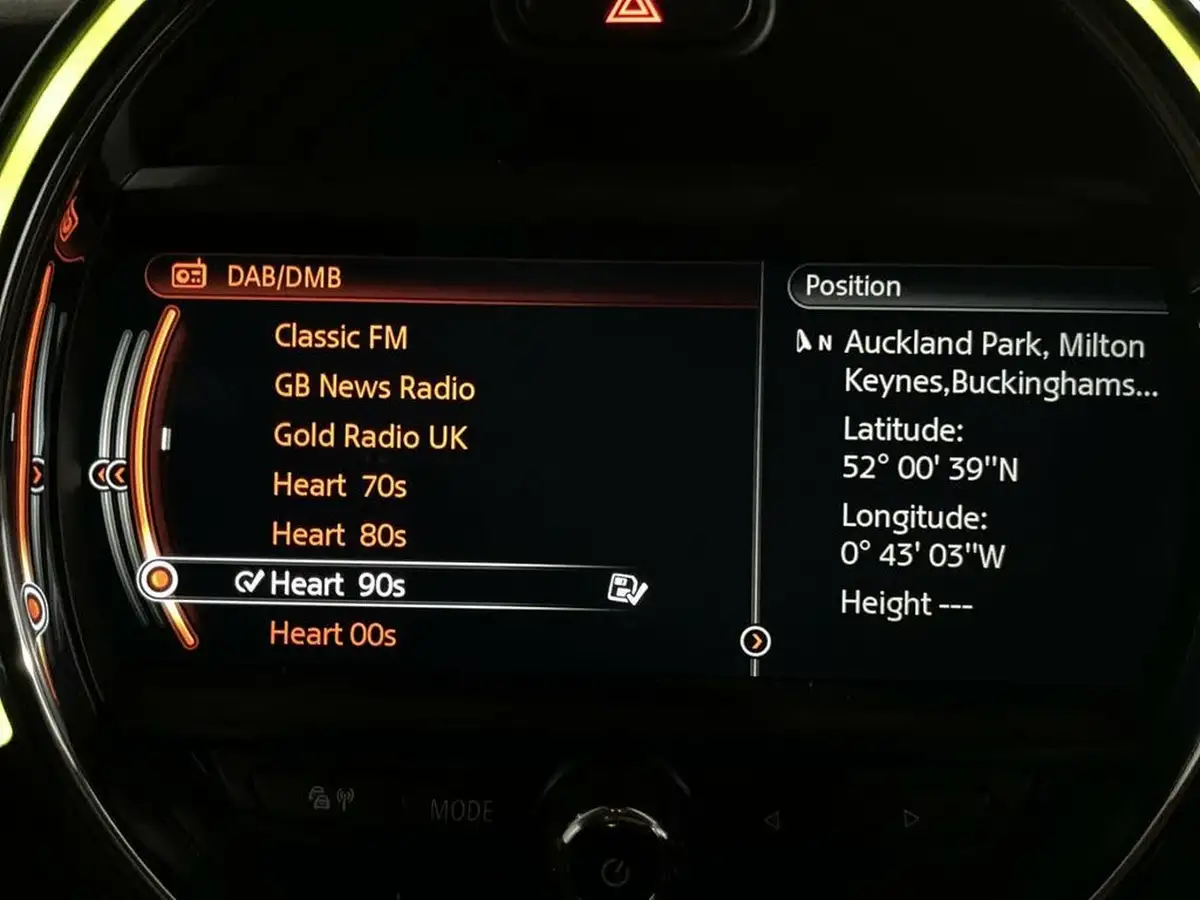 DAB/DMB
Classic FM
GB News Radio
Gold Radio UK
Heart 70s
Heart 80s
Heart 90s
Heart 00s
Position
N Auckland Park, Milton
Keynes,Buckinghams...
Latitude:
52° 00' 39"N
Longitude:
0° 43' 03"W
Height ---
MODE